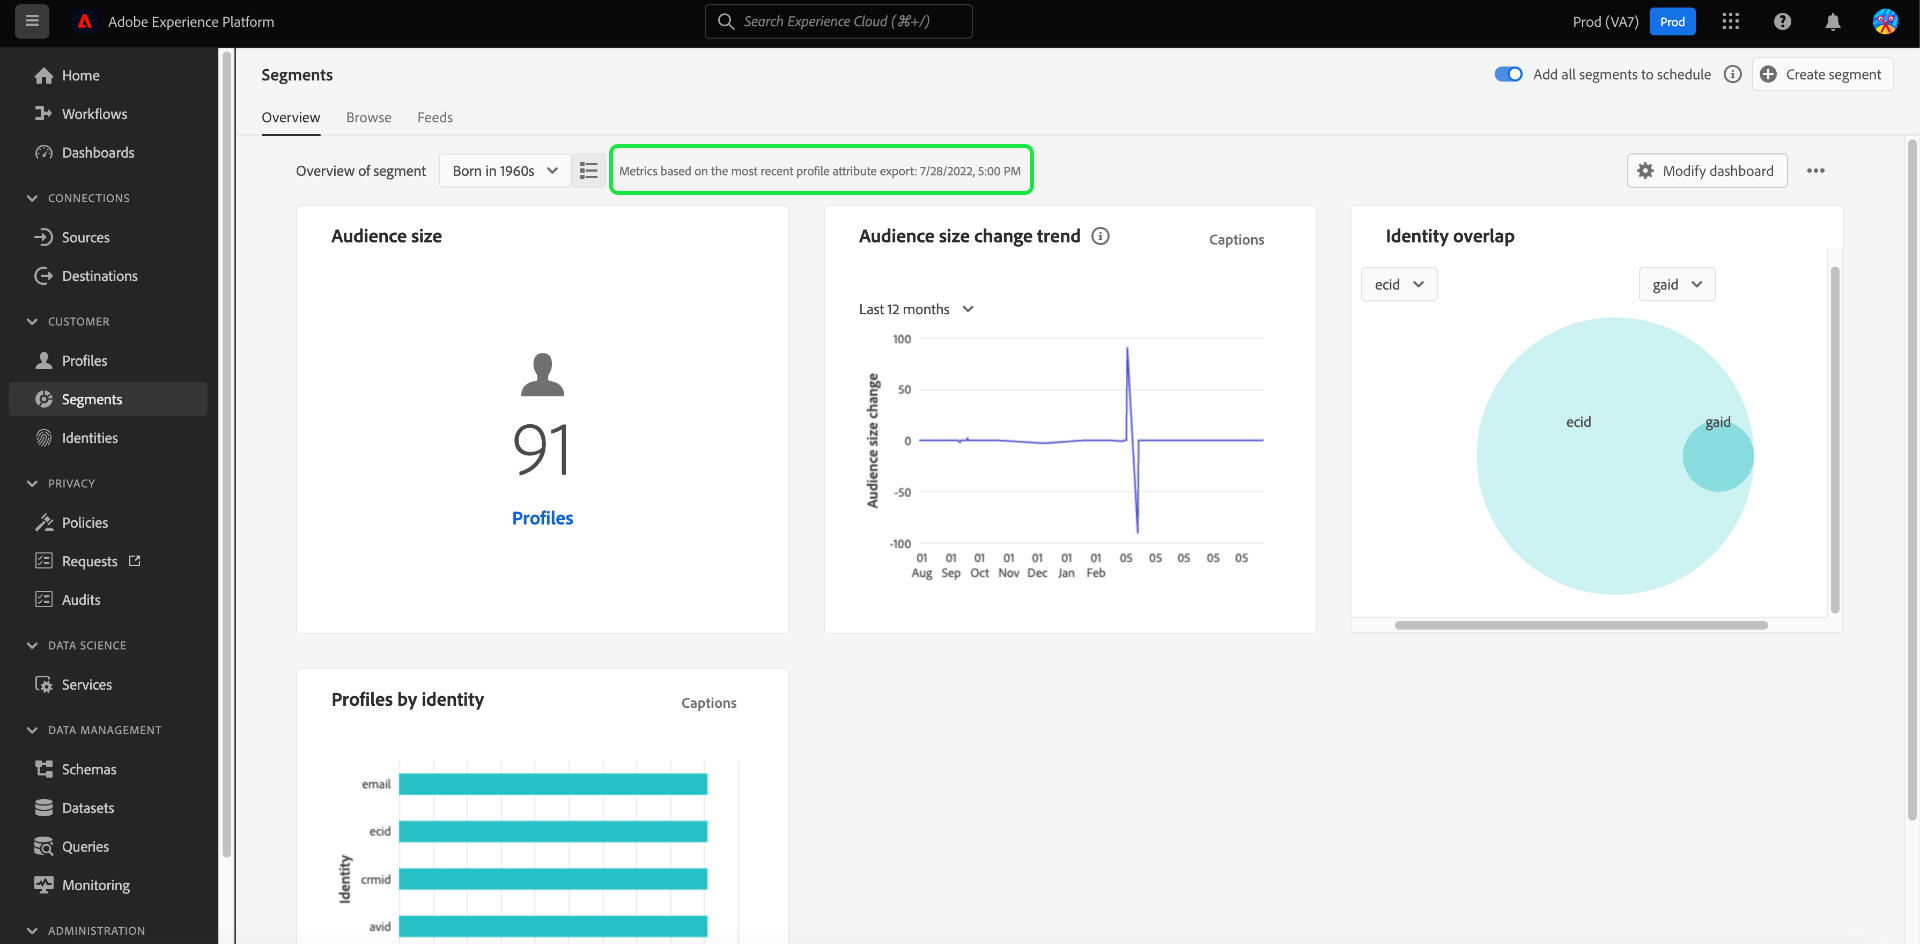 Adobe Experience Platform
Search Experience Cloud (⌘+/)
Prod (VA7)
Prod
Home
Workflows
Dashboards
CONNECTIONS
Sources
Destinations
CUSTOMER
Profiles
Segments
Identities
PRIVACY
Policies
Requests
Audits
DATA SCIENCE
Services
DATA MANAGEMENT
Schemas
Datasets
Queries
Monitoring
ADMINISTRATION
Segments
Add all segments to schedule
Create segment
Overview
Browse
Feeds
Overview of segment
Born in 1960s
Metrics based on the most recent profile attribute export: 7/28/2022, 5:00 PM
Modify dashboard
Audience size
91
Profiles
Audience size change trend
Captions
Last 12 months
Audience size change
100
50
0
-50
-100
01 01 01 01 01 01 01 05 05 05 05 05
Aug Sep Oct Nov Dec Jan Feb
Identity overlap
ecid
gaid
ecid
gaid
Profiles by identity
Captions
Identity
email
ecid
crmid
avid